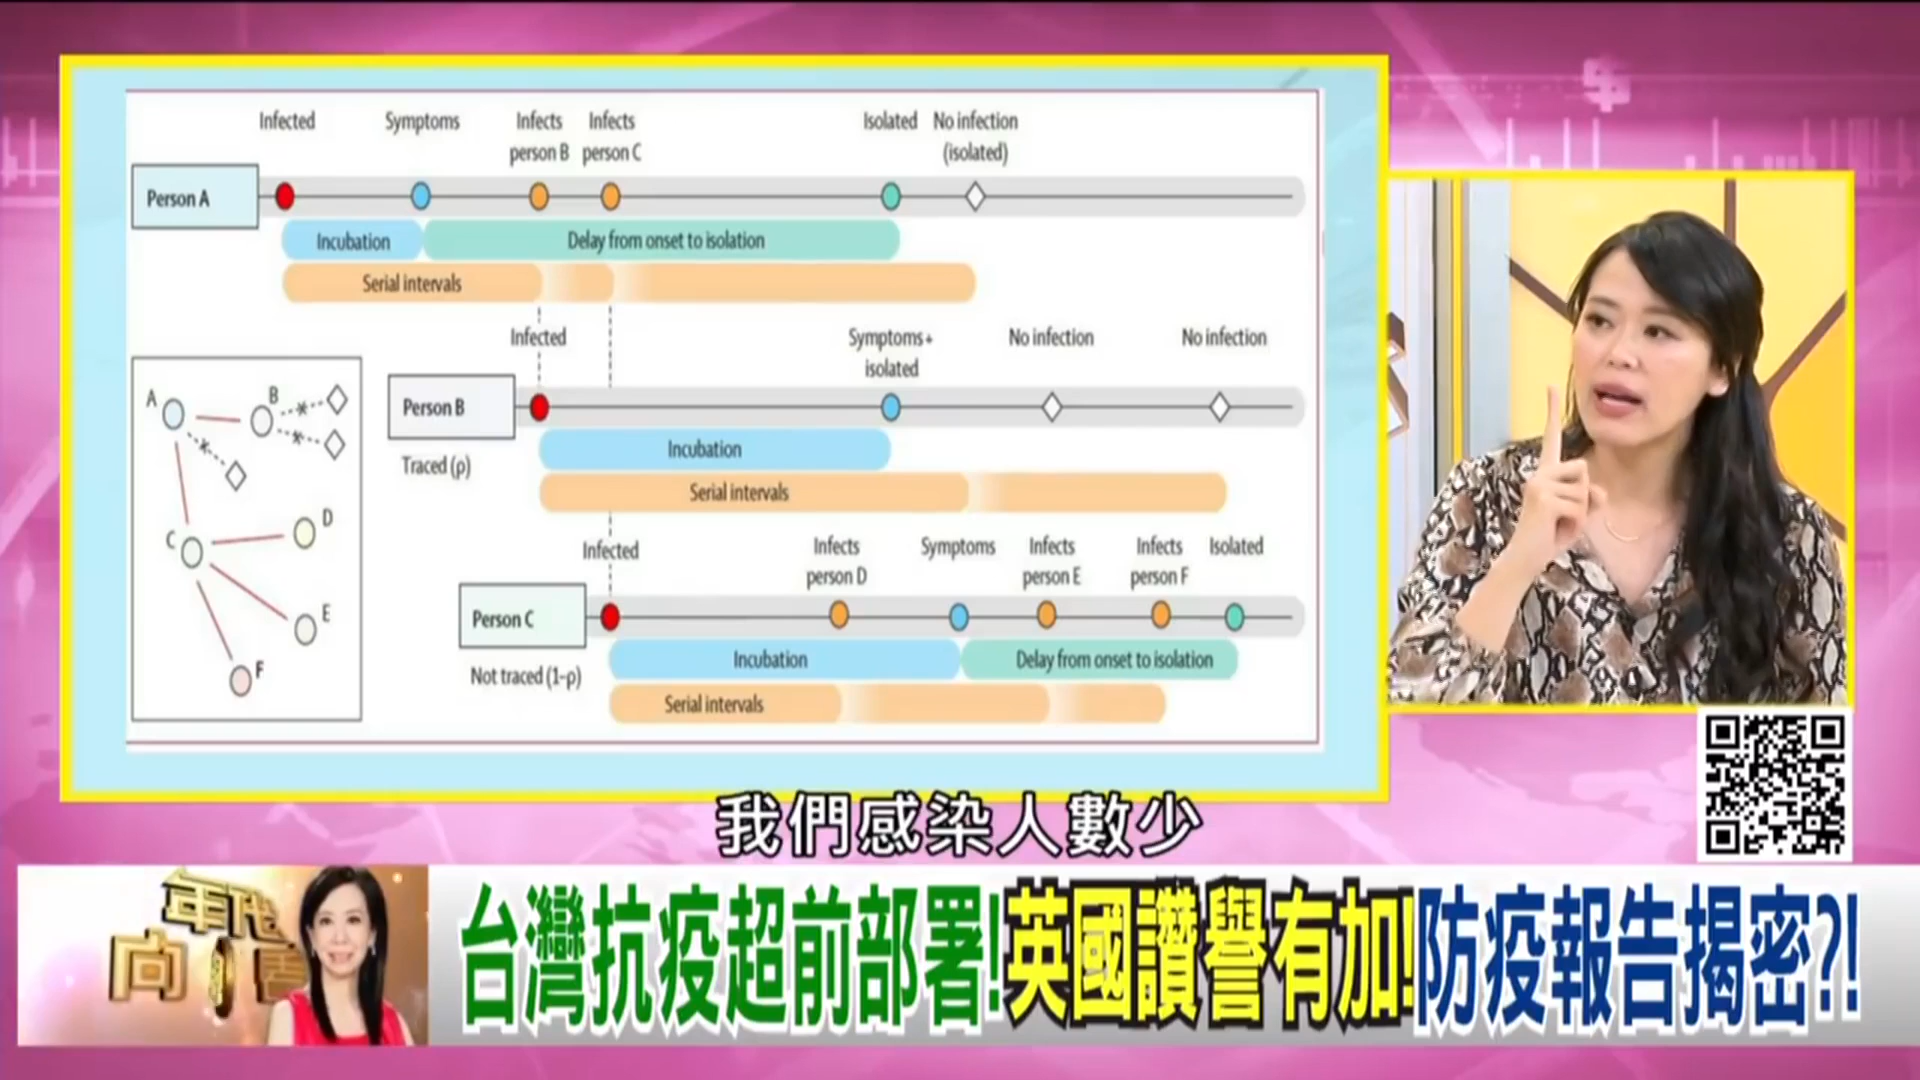 Infected
Symptoms
Infects person B
Infects person C
Isolated
No infection (isolated)
Person A
Incubation
Delay from onset to isolation
Serial intervals
Infected
Symptoms+ isolated
No infection
No infection
Person B
Traced (ρ)
Incubation
Serial intervals
Infected
Infects person D
Symptoms
Infects person E
Infects person F
Isolated
Person C
Not traced (1-ρ)
Incubation
Delay from onset to isolation
Serial intervals
A
B
C
D
E
F
我們感染人數少
年代
向錢看
台灣抗疫超前部署!英國讚譽有加!防疫報告揭密?!